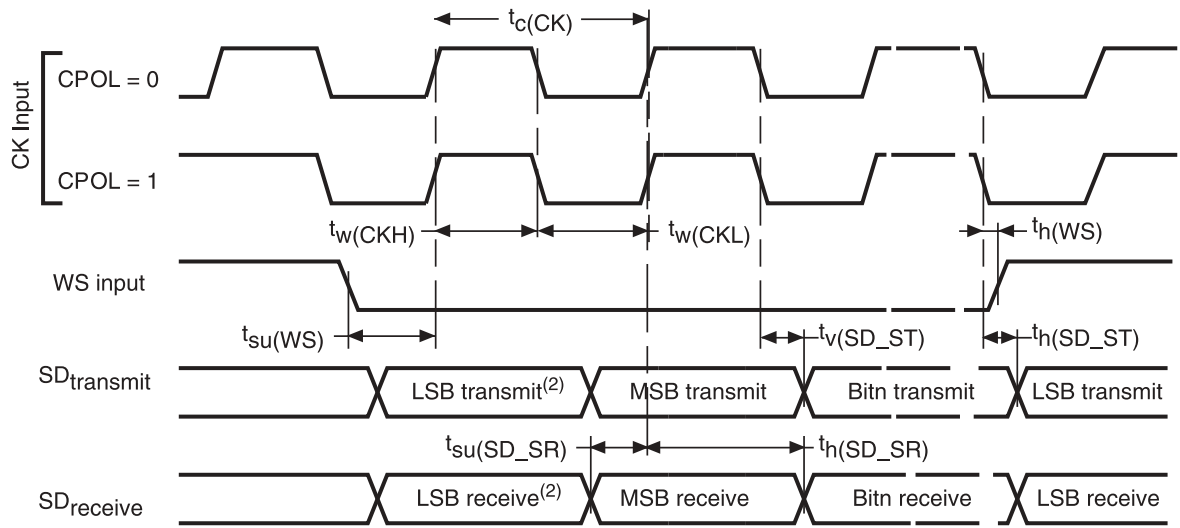 tc(CK)
CK Input
CPOL = 0
CPOL = 1
tw(CKH)
tw(CKL)
th(WS)
WS input
tsu(WS)
tv(SD_ST)
th(SD_ST)
SDtransmit
LSB transmit(2)
MSB transmit
Bitn transmit
LSB transmit
tsu(SD_SR)
th(SD_SR)
SDreceive
LSB receive(2)
MSB receive
Bitn receive
LSB receive